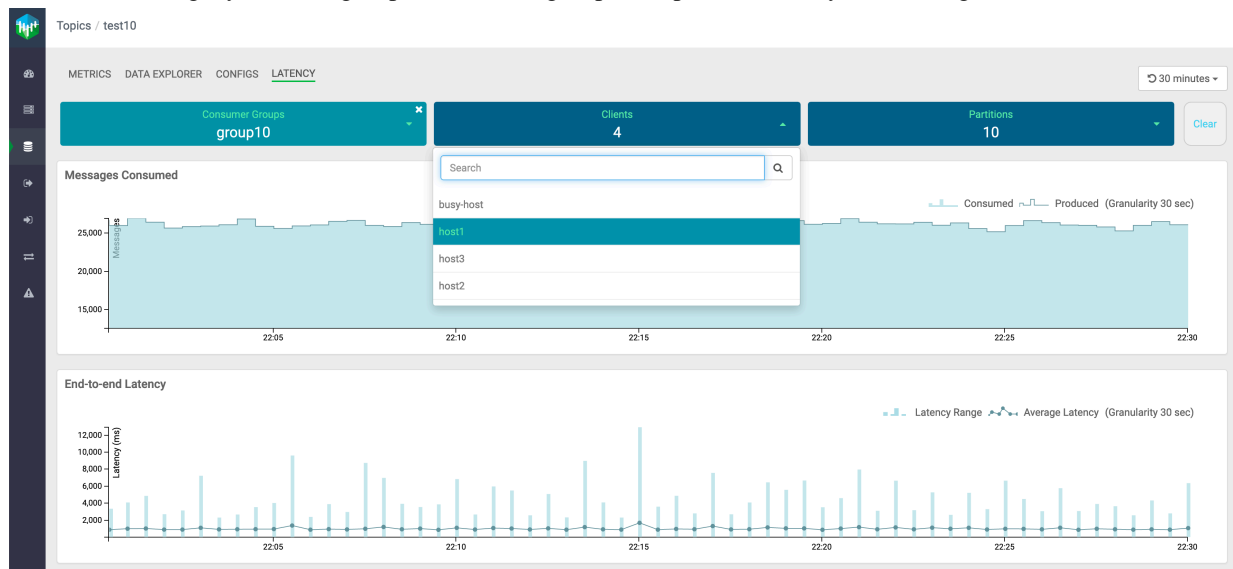 Topics / test10
METRICS DATA EXPLORER CONFIGS LATENCY
30 minutes
Consumer Groups
group10
Clients
4
Partitions
10
Clear
Search
busy-host
host1
host3
host2
Messages Consumed
Consumed Produced (Granularity 30 sec)
Messages
25,000
20,000
15,000
22:05 22:10 22:15 22:20 22:25 22:30
End-to-end Latency
Latency Range Average Latency (Granularity 30 sec)
Latency (ms)
12,000
10,000
8,000
6,000
4,000
2,000
22:05 22:10 22:15 22:20 22:25 22:30